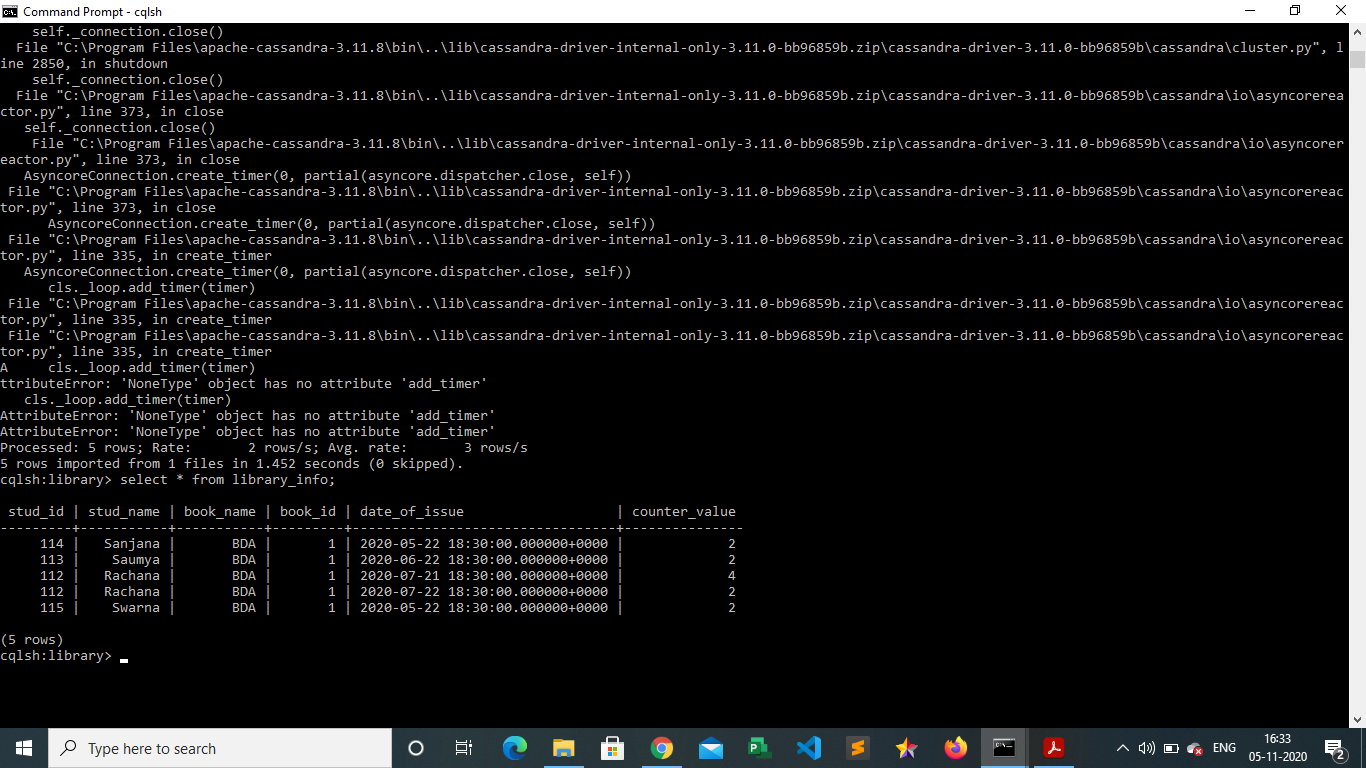 Command Prompt - cqlsh
    self._connection.close()
  File "C:\Program Files\apache-cassandra-3.11.8\bin\..\lib\cassandra-driver-internal-only-3.11.0-bb96859b.zip\cassandra-driver-3.11.0-bb96859b\cassandra\cluster.py", l
ine 2850, in shutdown
    self._connection.close()
  File "C:\Program Files\apache-cassandra-3.11.8\bin\..\lib\cassandra-driver-internal-only-3.11.0-bb96859b.zip\cassandra-driver-3.11.0-bb96859b\cassandra\io\asyncorerea
ctor.py", line 373, in close
   self._connection.close()
    File "C:\Program Files\apache-cassandra-3.11.8\bin\..\lib\cassandra-driver-internal-only-3.11.0-bb96859b.zip\cassandra-driver-3.11.0-bb96859b\cassandra\io\asyncorer
eactor.py", line 373, in close
   AsyncoreConnection.create_timer(0, partial(asyncore.dispatcher.close, self))
 File "C:\Program Files\apache-cassandra-3.11.8\bin\..\lib\cassandra-driver-internal-only-3.11.0-bb96859b.zip\cassandra-driver-3.11.0-bb96859b\cassandra\io\asyncorereac
tor.py", line 373, in close
      AsyncoreConnection.create_timer(0, partial(asyncore.dispatcher.close, self))
 File "C:\Program Files\apache-cassandra-3.11.8\bin\..\lib\cassandra-driver-internal-only-3.11.0-bb96859b.zip\cassandra-driver-3.11.0-bb96859b\cassandra\io\asyncorereac
tor.py", line 335, in create_timer
   AsyncoreConnection.create_timer(0, partial(asyncore.dispatcher.close, self))
      cls._loop.add_timer(timer)
 File "C:\Program Files\apache-cassandra-3.11.8\bin\..\lib\cassandra-driver-internal-only-3.11.0-bb96859b.zip\cassandra-driver-3.11.0-bb96859b\cassandra\io\asyncorereac
tor.py", line 335, in create_timer
 File "C:\Program Files\apache-cassandra-3.11.8\bin\..\lib\cassandra-driver-internal-only-3.11.0-bb96859b.zip\cassandra-driver-3.11.0-bb96859b\cassandra\io\asyncorereac
tor.py", line 335, in create_timer
A     cls._loop.add_timer(timer)
ttributeError: 'NoneType' object has no attribute 'add_timer'
   cls._loop.add_timer(timer)
AttributeError: 'NoneType' object has no attribute 'add_timer'
AttributeError: 'NoneType' object has no attribute 'add_timer'
Processed: 5 rows; Rate:       2 rows/s; Avg. rate:       3 rows/s
5 rows imported from 1 files in 1.452 seconds (0 skipped).
cqlsh:library> select * from library_info;
 stud_id | stud_name | book_name | book_id | date_of_issue                   | counter_value
---------+-----------+-----------+---------+---------------------------------+---------------
     114 |   Sanjana |       BDA |       1 | 2020-05-22 18:30:00.000000+0000 |             2
     113 |    Saumya |       BDA |       1 | 2020-06-22 18:30:00.000000+0000 |             2
     112 |   Rachana |       BDA |       1 | 2020-07-21 18:30:00.000000+0000 |             4
     112 |   Rachana |       BDA |       1 | 2020-07-22 18:30:00.000000+0000 |             2
     115 |    Swarna |       BDA |       1 | 2020-05-22 18:30:00.000000+0000 |             2
(5 rows)
cqlsh:library>
Type here to search
ENG
16:33
05-11-2020
2